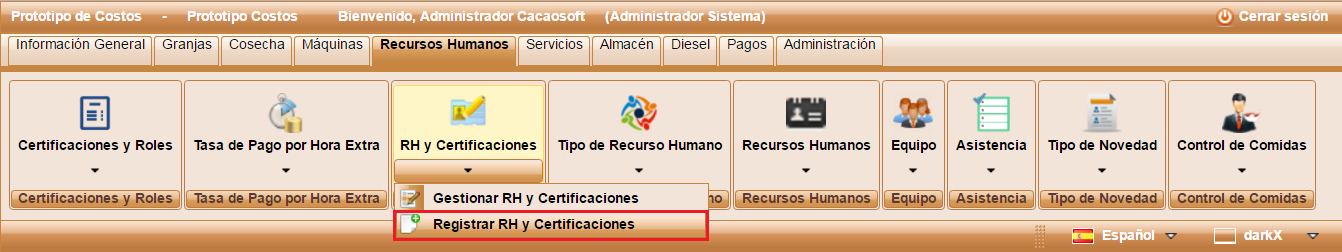 Prototipo de Costos - Prototipo Costos Bienvenido, Administrador Cacaosoft (Administrador Sistema) Cerrar sesión
Información General Granjas Cosecha Máquinas Recursos Humanos Servicios Almacén Diesel Pagos Administración
Certificaciones y Roles Tasa de Pago por Hora Extra RH y Certificaciones Tipo de Recurso Humano Recursos Humanos Equipo Asistencia Tipo de Novedad Control de Comidas
Certificaciones y Roles Tasa de Pago por Hora Extra no Recursos Humanos Equipo Asistencia Tipo de Novedad Control de Comidas
Gestionar RH y Certificaciones
Registrar RH y Certificaciones
Español darkX